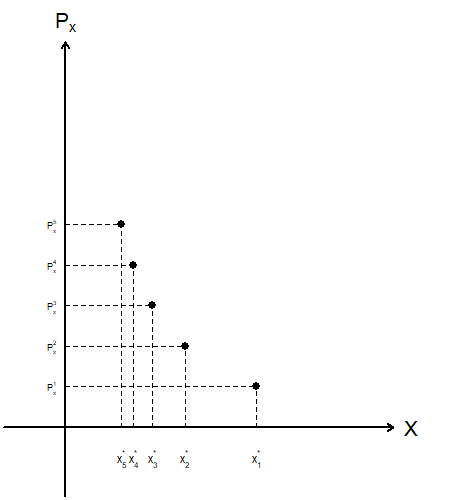 Pₓ
Pₓ⁵
Pₓ⁴
Pₓ³
Pₓ²
Pₓ¹
X
x₅* x₄* x₃* x₂* x₁*